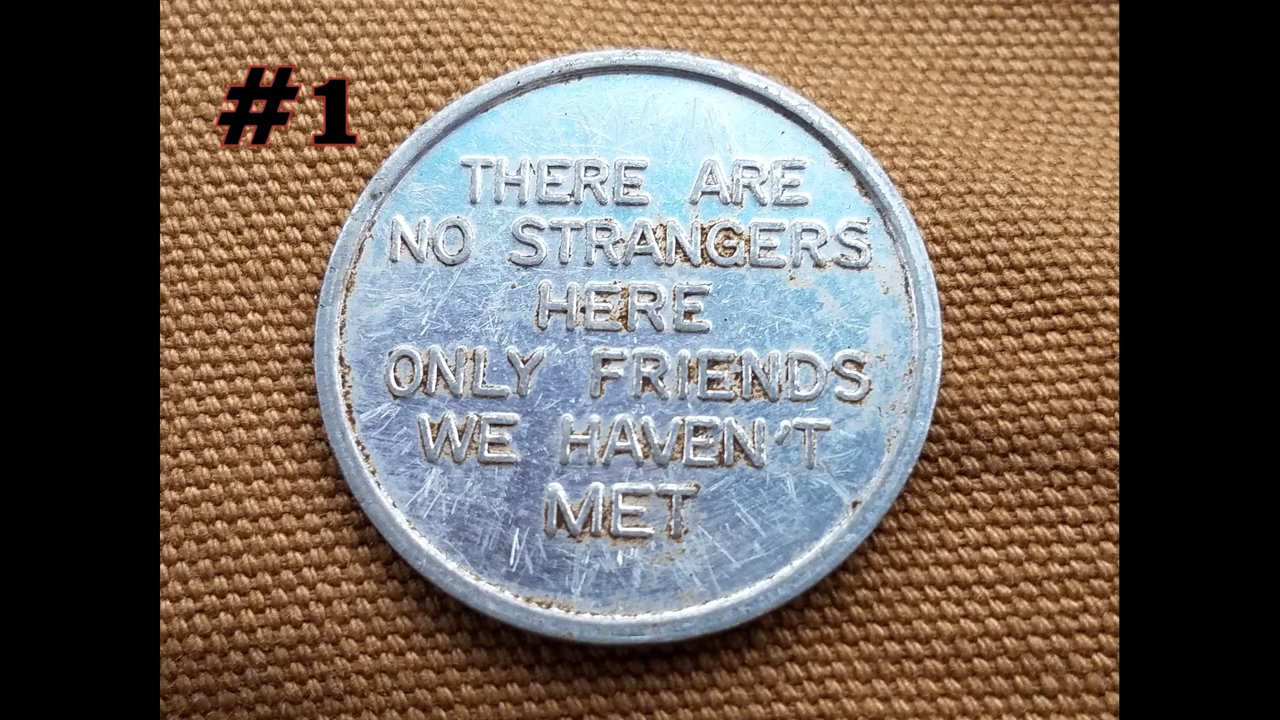 #1
THERE ARE
NO STRANGERS
HERE
ONLY FRIENDS
WE HAVEN'T
MET